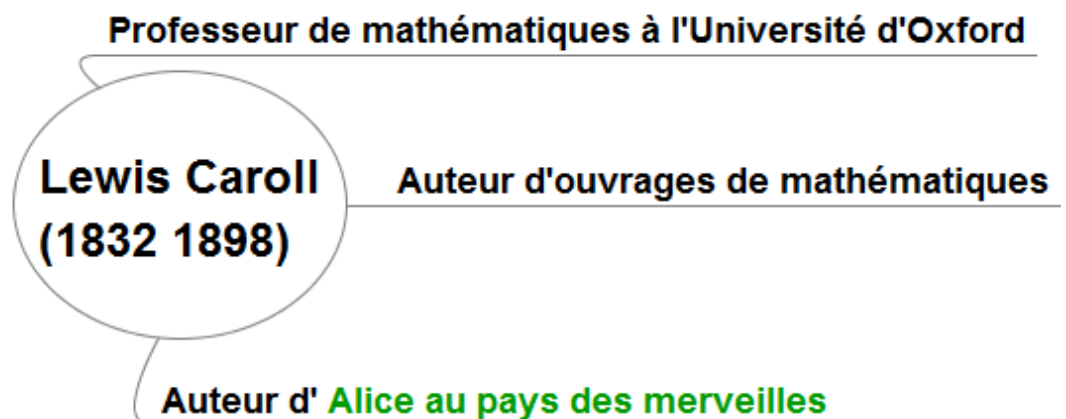 Professeur de mathématiques à l'Université d'Oxford
Lewis Caroll
(1832 1898)
Auteur d'ouvrages de mathématiques
Auteur d' Alice au pays des merveilles